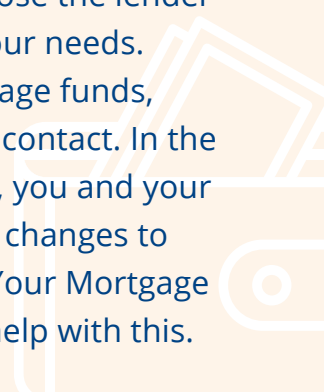 ose the lender
our needs.
age funds,
contact. In the
, you and your
changes to
Your Mortgage
elp with this.